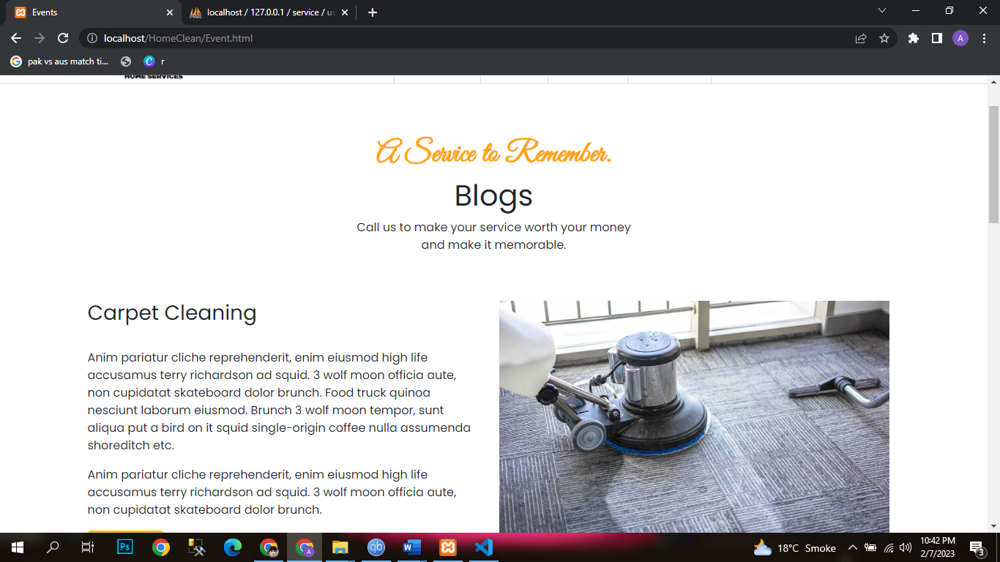 Events
localhost / 127.0.0.1 / service / us
localhost/HomeClean/Event.html
A
pak vs aus match ti...
r
HOME SERVICES
A Service to Remember.
Blogs
Call us to make your service worth your money
and make it memorable.
Carpet Cleaning
Anim pariatur cliche reprehenderit, enim eiusmod high life
accusamus terry richardson ad squid. 3 wolf moon officia aute,
non cupidatat skateboard dolor brunch. Food truck quinoa
nesciunt laborum eiusmod. Brunch 3 wolf moon tempor, sunt
aliqua put a bird on it squid single-origin coffee nulla assumenda
shoreditch etc.
Anim pariatur cliche reprehenderit, enim eiusmod high life
accusamus terry richardson ad squid. 3 wolf moon officia aute,
non cupidatat skateboard dolor brunch.
Ps
qb
18°C Smoke
10:42 PM
2/7/2023
3